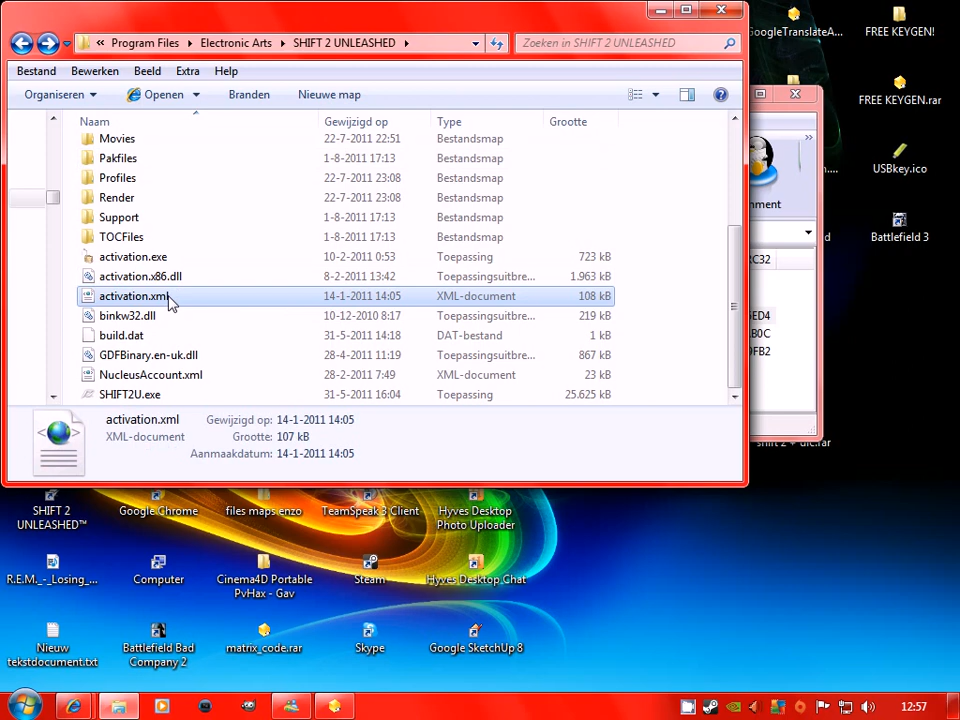 « Program Files ▸ Electronic Arts ▸ SHIFT 2 UNLEASHED ▸
Zoeken in SHIFT 2 UNLEASHED
Bestand Bewerken Beeld Extra Help
Organiseren Openen Branden Nieuwe map
Naam Gewijzigd op Type Grootte
Movies 22-7-2011 22:51 Bestandsmap
Pakfiles 1-8-2011 17:13 Bestandsmap
Profiles 22-7-2011 23:08 Bestandsmap
Render 22-7-2011 23:08 Bestandsmap
Support 1-8-2011 17:13 Bestandsmap
TOCFiles 1-8-2011 17:13 Bestandsmap
activation.exe 10-2-2011 0:53 Toepassing 723 kB
activation.x86.dll 8-2-2011 13:42 Toepassingsuitbre... 1.963 kB
activation.xml 14-1-2011 14:05 XML-document 108 kB
binkw32.dll 10-12-2010 8:17 Toepassingsuitbre... 219 kB
build.dat 31-5-2011 14:18 DAT-bestand 1 kB
GDFBinary.en-uk.dll 28-4-2011 11:19 Toepassingsuitbre... 867 kB
NucleusAccount.xml 28-2-2011 7:49 XML-document 23 kB
SHIFT2U.exe 31-5-2011 16:04 Toepassing 25.625 kB
activation.xml Gewijzigd op: 14-1-2011 14:05
XML-document Grootte: 107 kB
Aanmaakdatum: 14-1-2011 14:05
oogleTranslateA...
FREE KEYGEN!
FREE KEYGEN.rar
USBkey.ico
Battlefield 3
n....
nment
d
RC32
ED4
B0C
9FB2
shift 2 + dlc.rar
SHIFT 2
UNLEASHED™
Google Chrome
files maps enzo
TeamSpeak 3 Client
Hyves Desktop
Photo Uploader
R.E.M._-_Losing_...
Computer
Cinema4D Portable
PvHax - Gav
Steam
Hyves Desktop Chat
Nieuw
tekstdocument.txt
Battlefield Bad
Company 2
matrix_code.rar
Skype
Google SketchUp 8
12:57